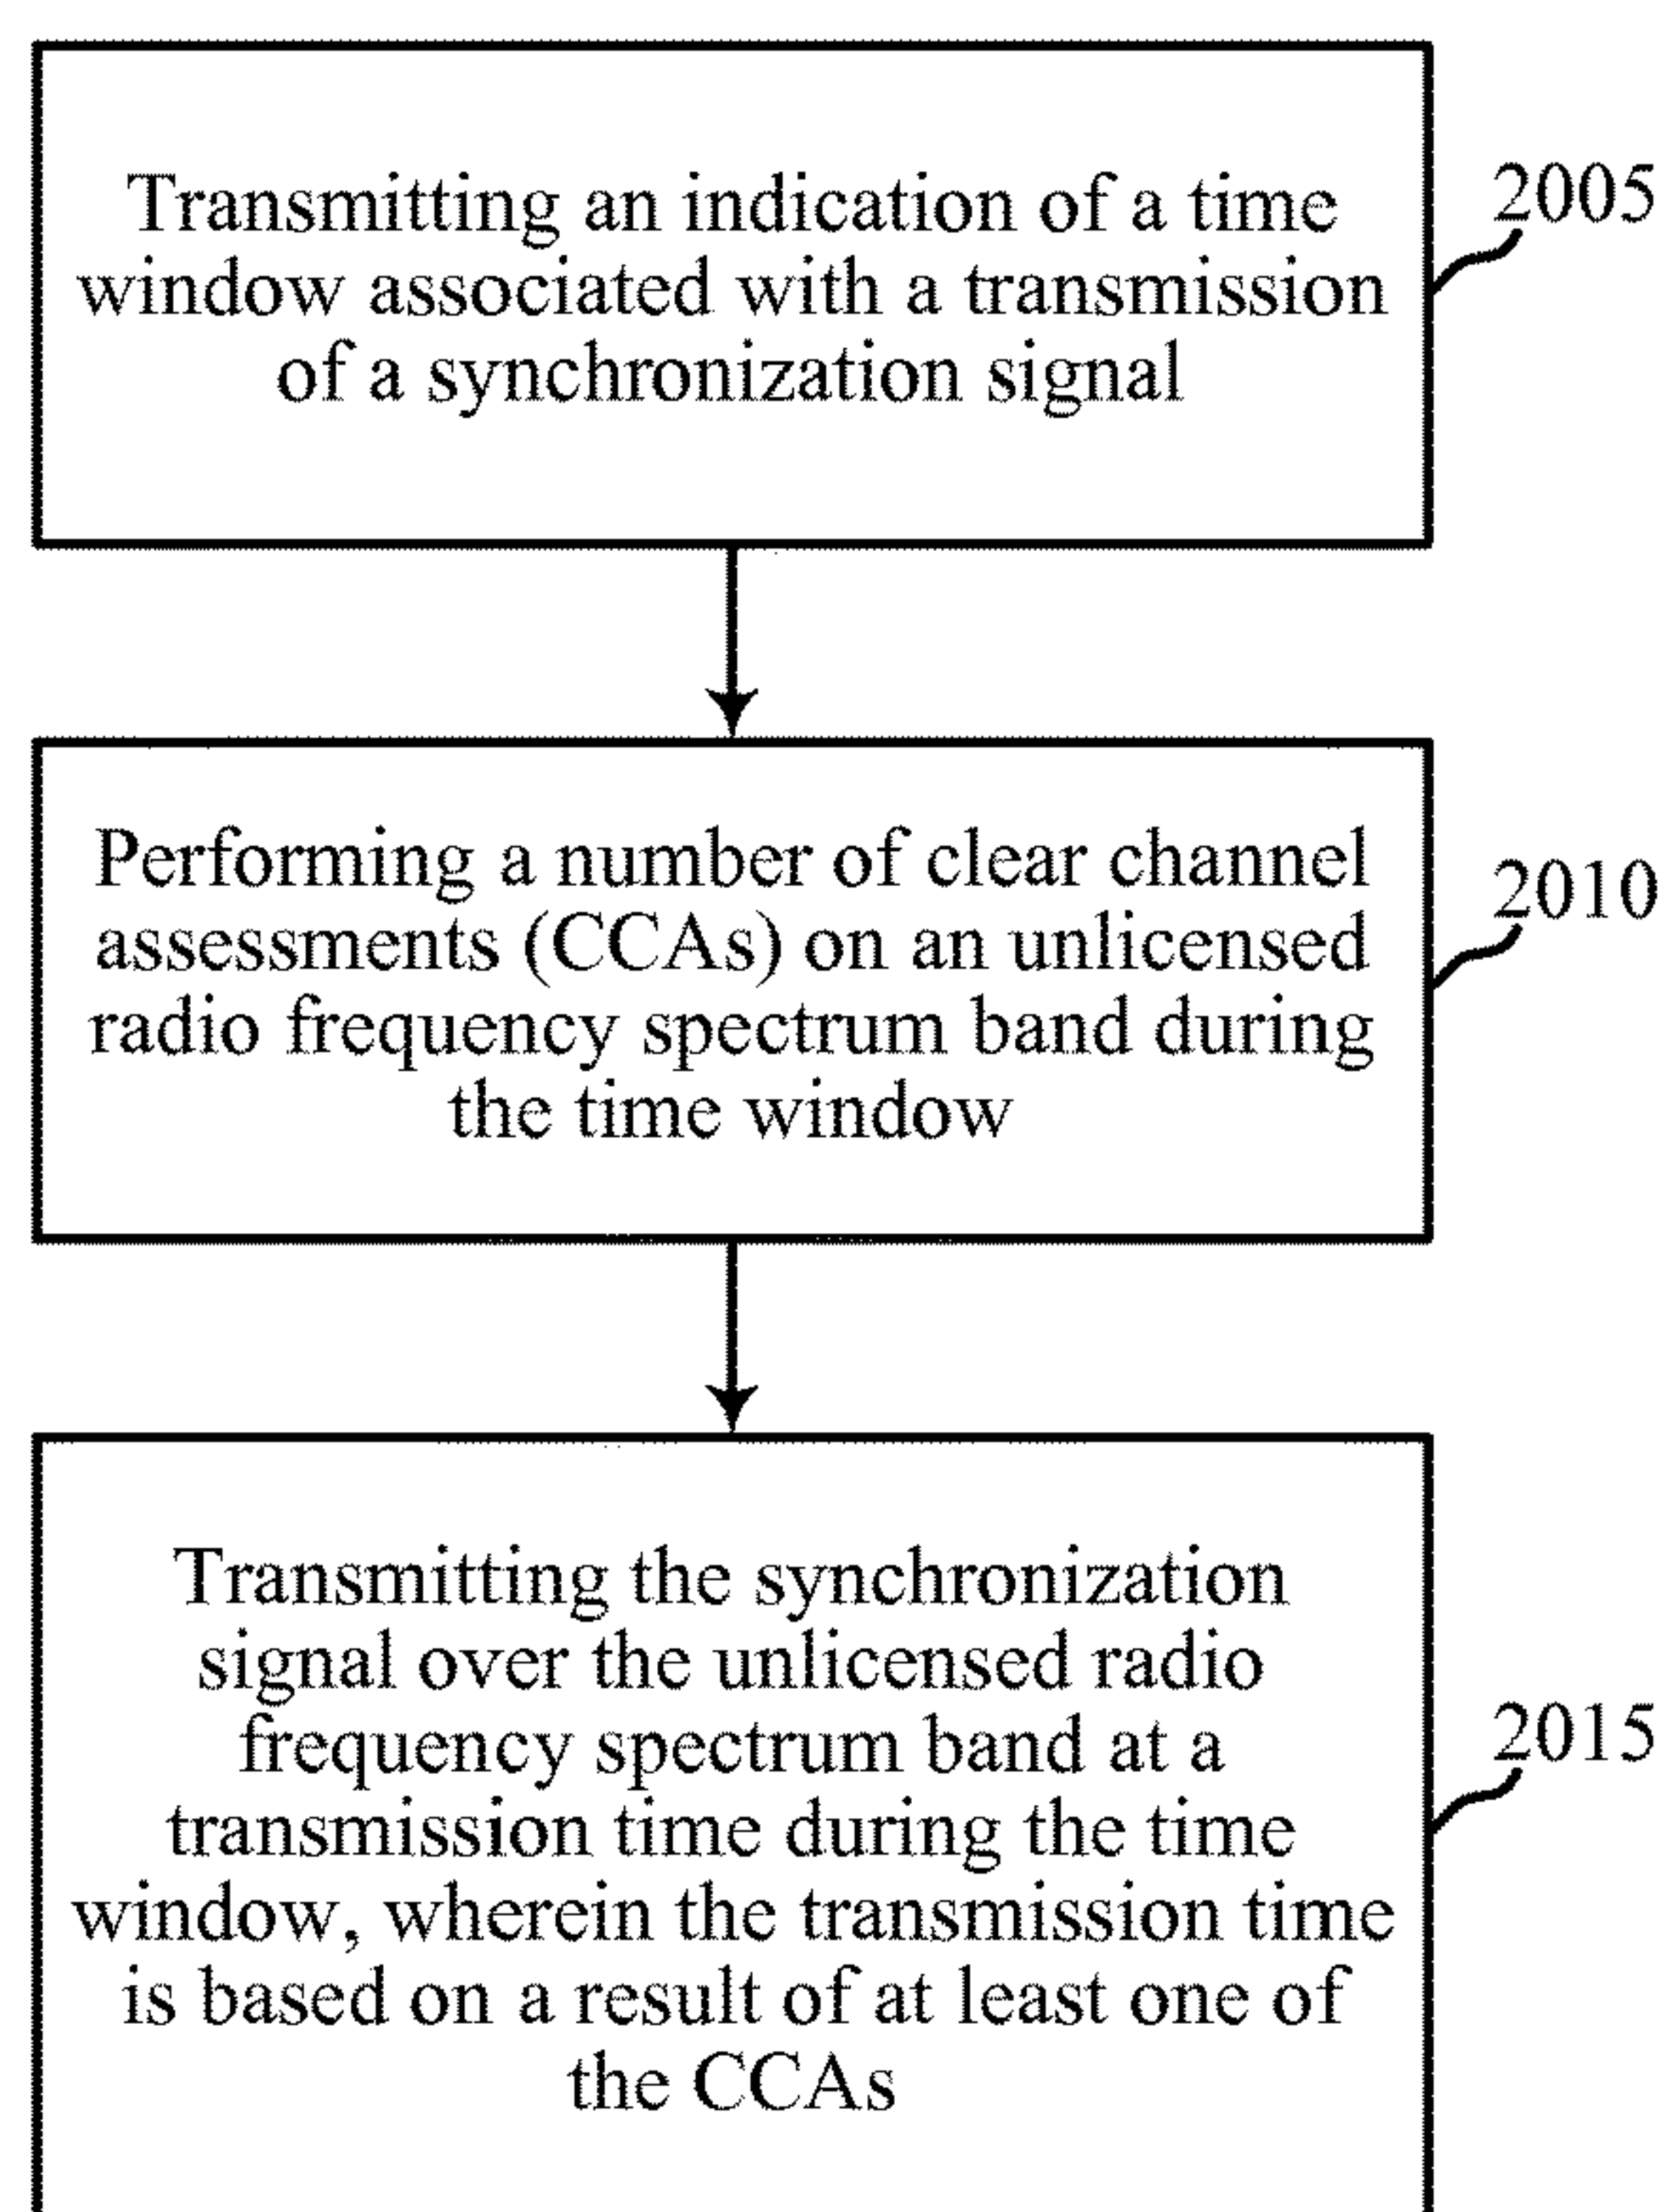 Transmitting an indication of a time
window associated with a transmission
of a synchronization signal
2005
Performing a number of clear channel
assessments (CCAs) on an unlicensed
radio frequency spectrum band during
the time window
2010
Transmitting the synchronization
signal over the unlicensed radio
frequency spectrum band at a
transmission time during the time
window, wherein the transmission time
is based on a result of at least one of
the CCAs
2015